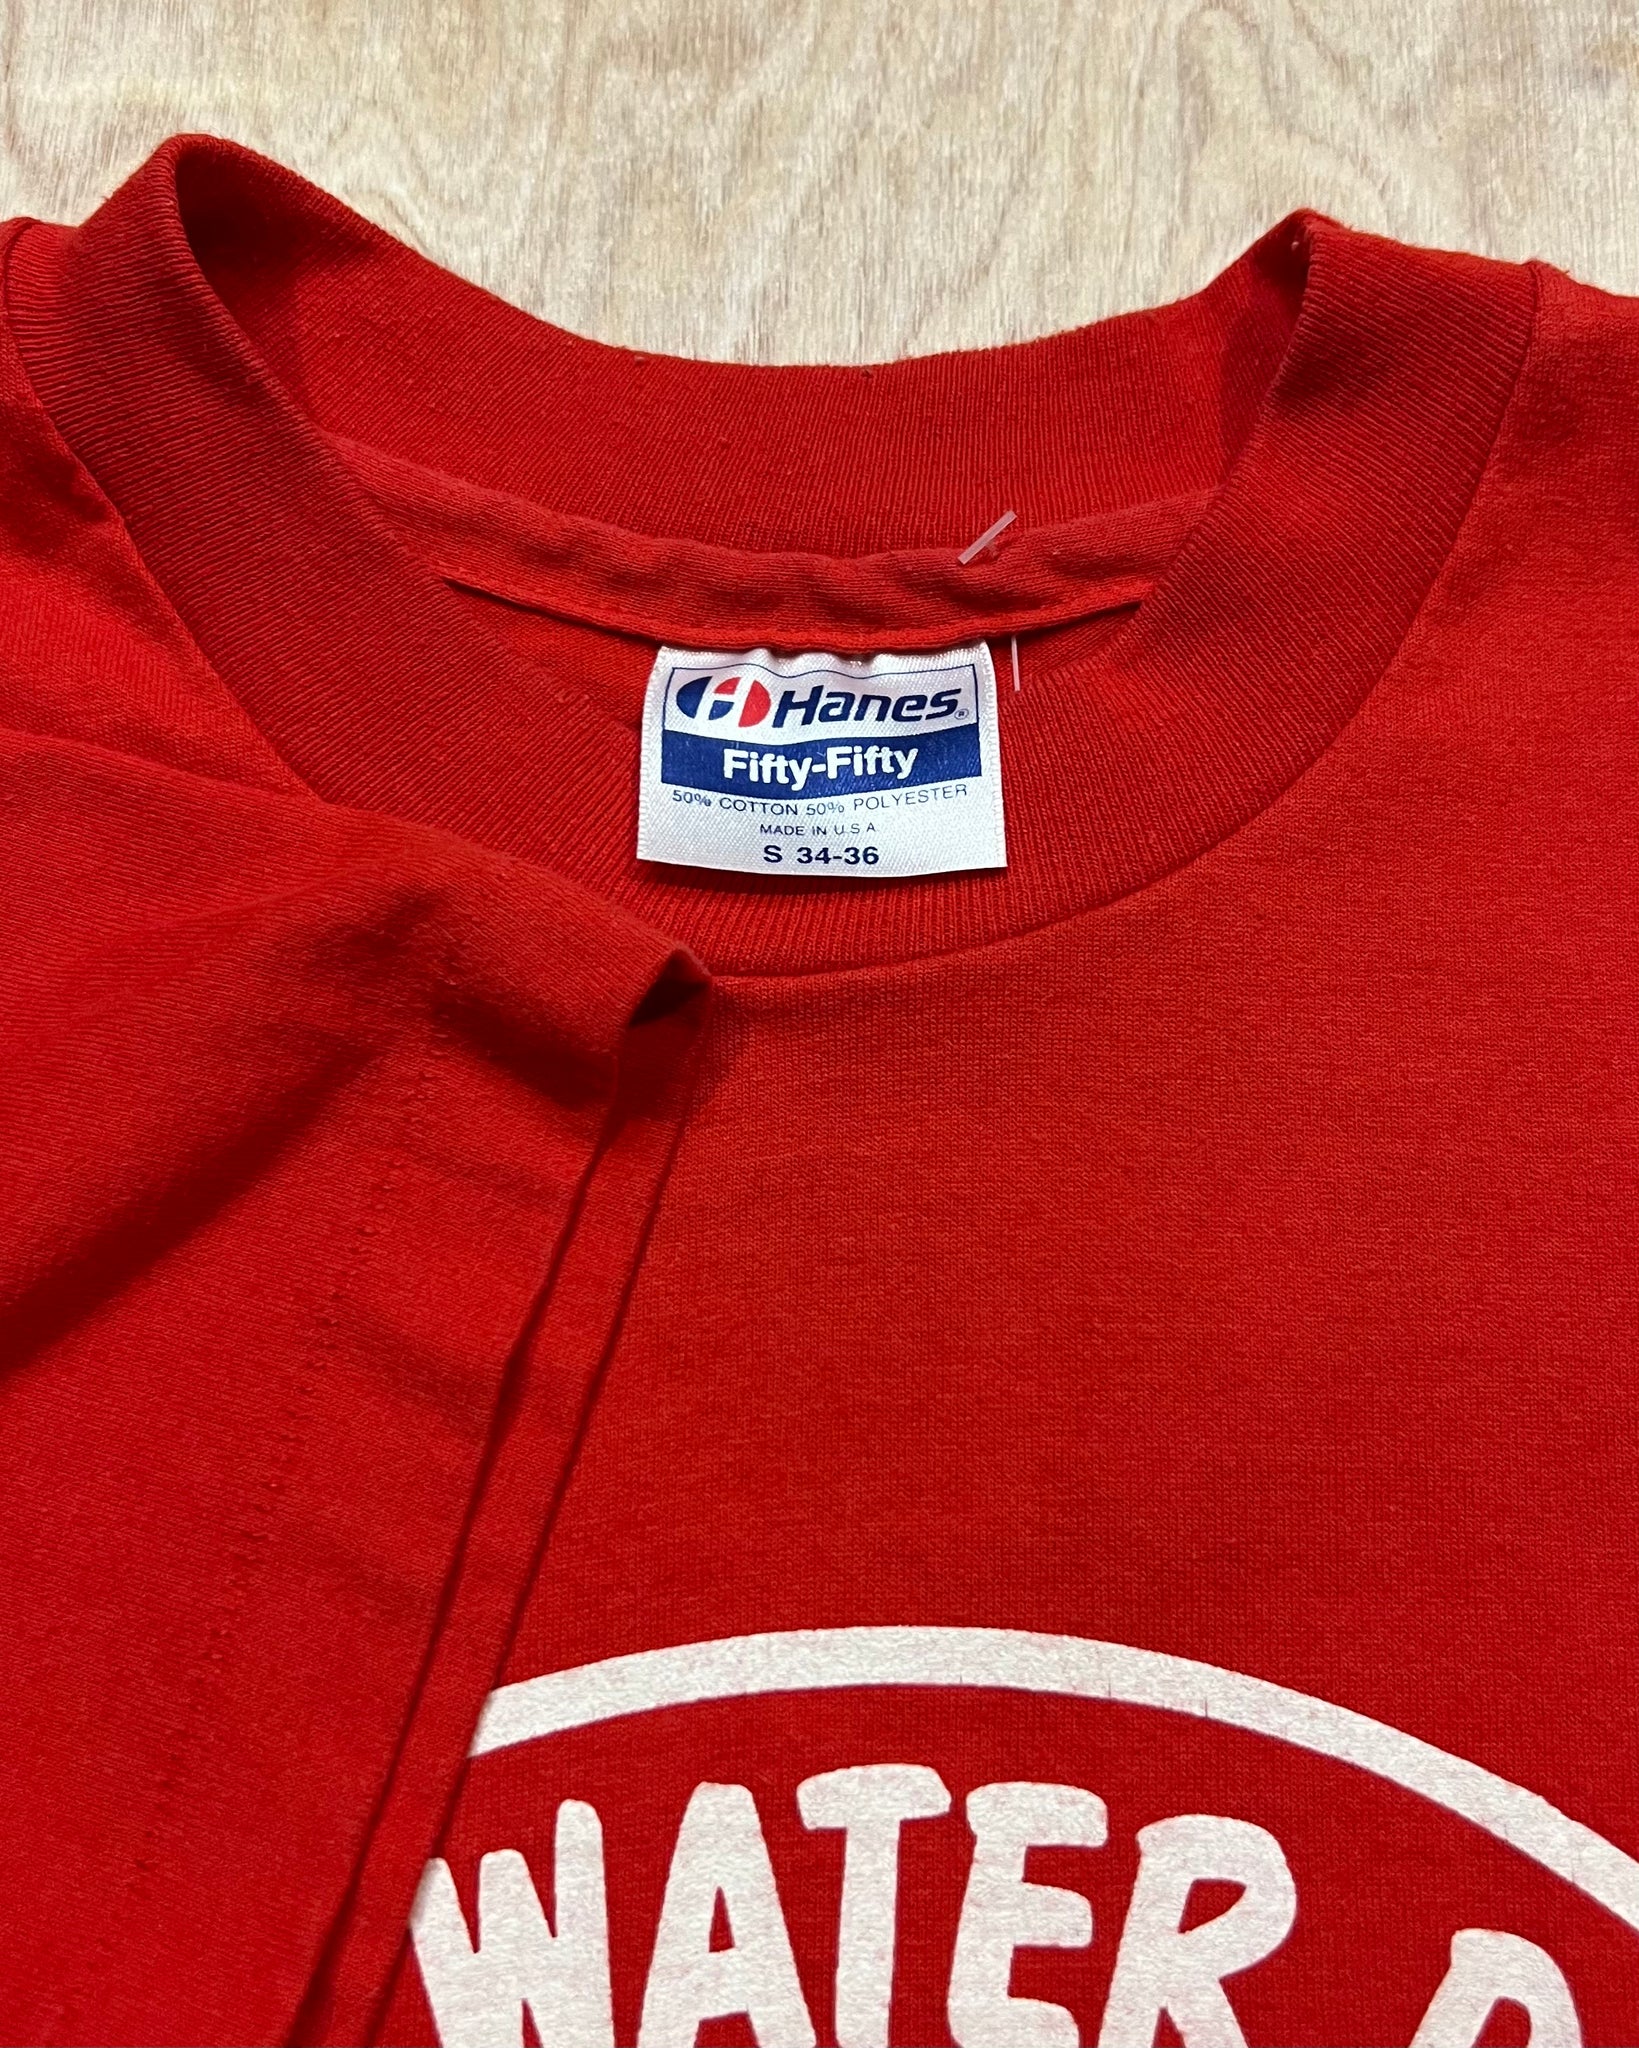 Hanes®
Fifty-Fifty
50% COTTON 50% POLYESTER
MADE IN U.S.A.
S 34-36
WATER